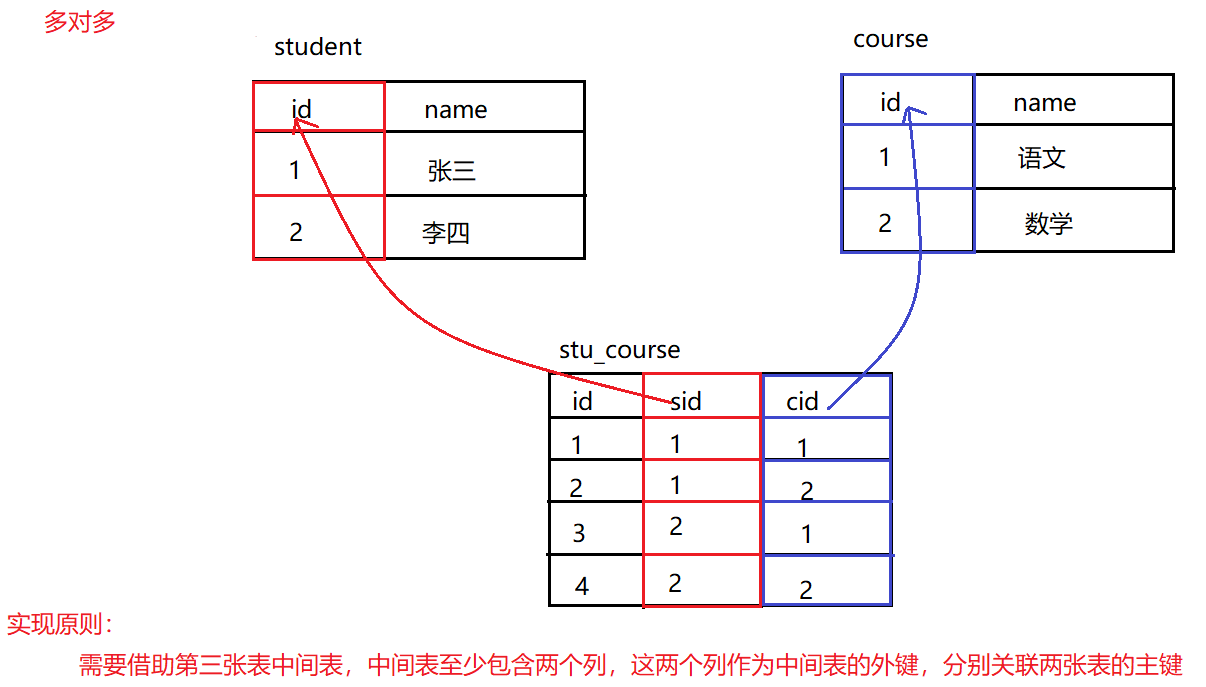 多对多
student
id name
1 张三
2 李四
course
id name
1 语文
2 数学
stu_course
id sid cid
1 1 1
2 1 2
3 2 1
4 2 2
实现原则：
需要借助第三张表中间表，中间表至少包含两个列，这两个列作为中间表的外键，分别关联两张表的主键